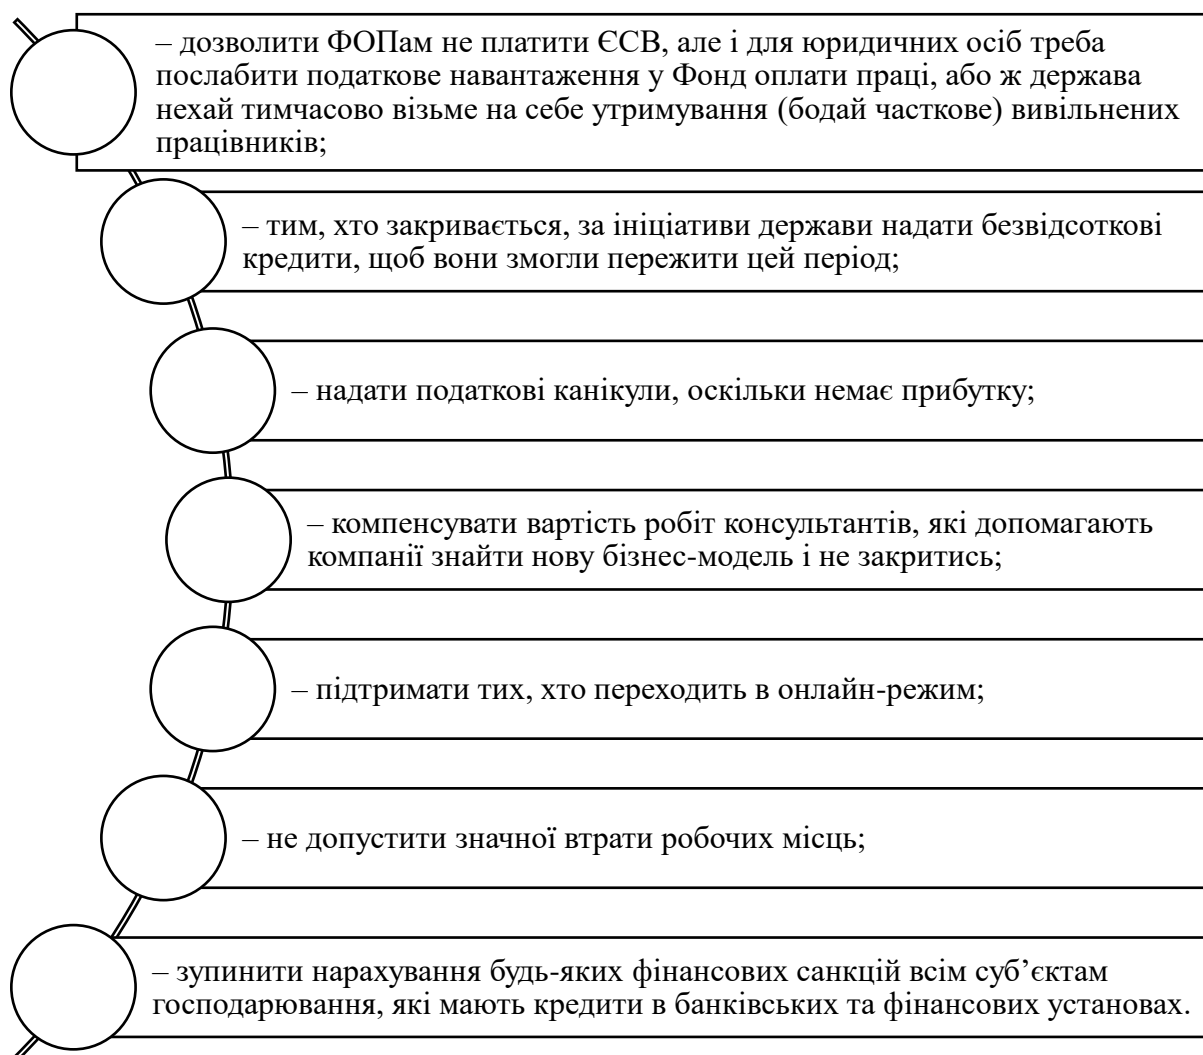 – дозволити ФОПам не платити ЄСВ, але і для юридичних осіб треба
послабити податкове навантаження у Фонд оплати праці, або ж держава
нехай тимчасово візьме на себе утримування (бодай часткове) вивільнених
працівників;
– тим, хто закривається, за ініціативи держави надати безвідсоткові
кредити, щоб вони змогли пережити цей період;
– надати податкові канікули, оскільки немає прибутку;
– компенсувати вартість робіт консультантів, які допомагають
компанії знайти нову бізнес-модель і не закритись;
– підтримати тих, хто переходить в онлайн-режим;
– не допустити значної втрати робочих місць;
– зупинити нарахування будь-яких фінансових санкцій всім суб’єктам
господарювання, які мають кредити в банківських та фінансових установах.